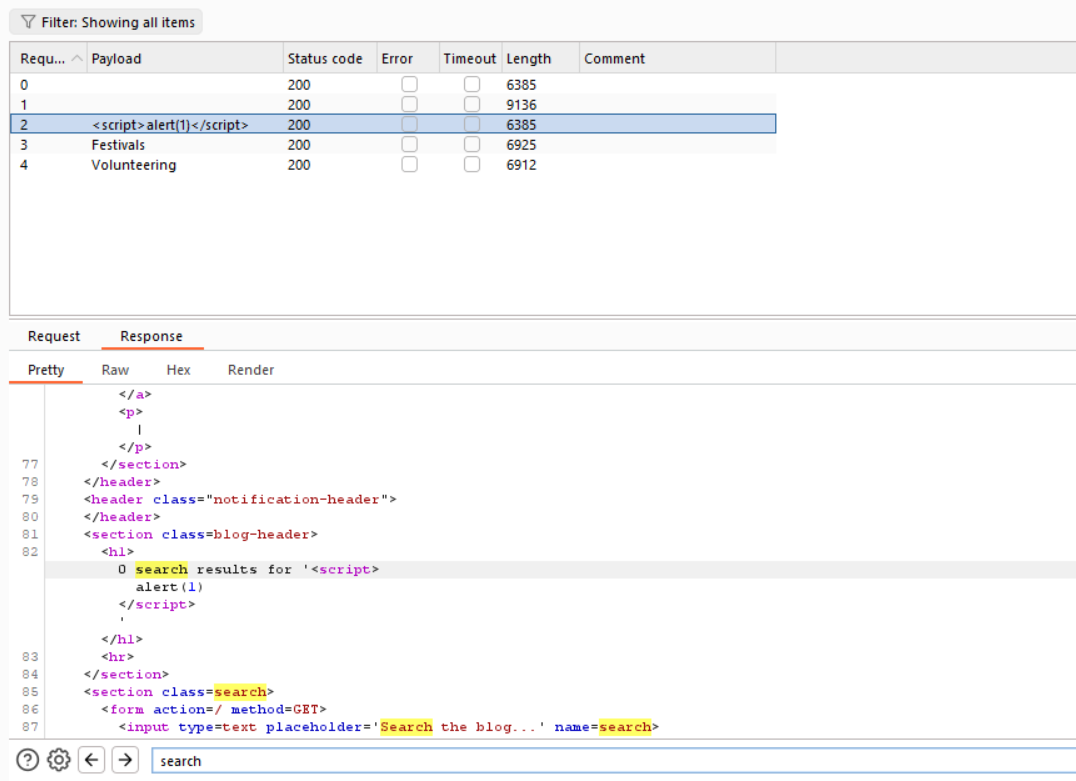 Filter: Showing all items
Requ... Payload Status code Error Timeout Length Comment
0 200 6385
1 200 9136
2 <script>alert(1)</script> 200 6385
3 Festivals 200 6925
4 Volunteering 200 6912
Request Response
Pretty Raw Hex Render
</a>
<p>
|
</p>
77 </section>
78 </header>
79 <header class="notification-header">
80 </header>
81 <section class=blog-header>
82 <h1>
0 search results for '<script>
alert(1)
</script>
'
</h1>
83 <hr>
84 </section>
85 <section class=search>
86 <form action=/ method=GET>
87 <input type=text placeholder='Search the blog...' name=search>
? search